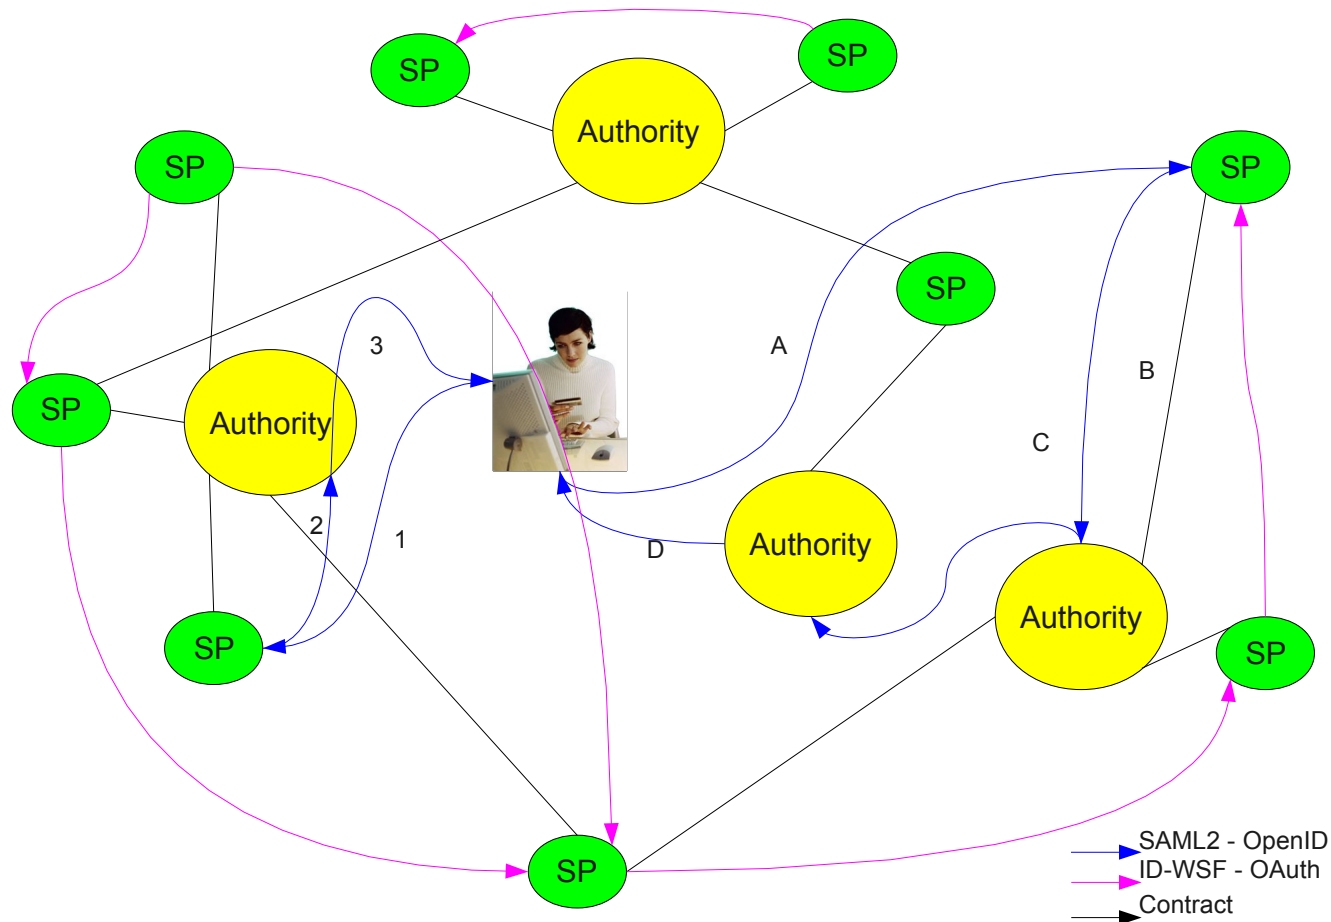 SP
SP
Authority
SP
SP
SP
3
A
B
SP
Authority
C
2
1
D
Authority
Authority
SP
SP
SP
SAML2 - OpenID
ID-WSF - OAuth
Contract